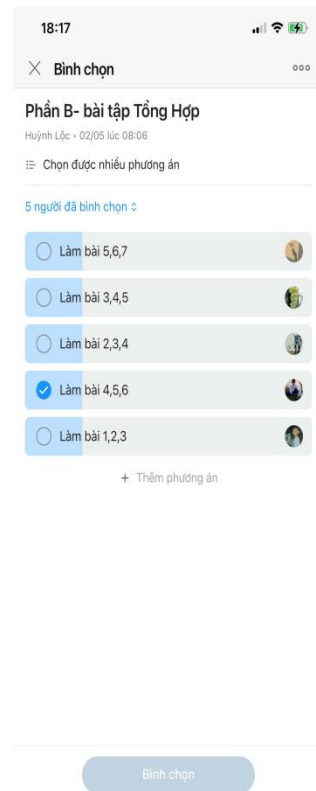 18:17
Bình chọn
Phần B- bài tập Tổng Hợp
Huỳnh Lộc • 02/05 lúc 08:06
Chọn được nhiều phương án
5 người đã bình chọn
Làm bài 5,6,7
Làm bài 3,4,5
Làm bài 2,3,4
Làm bài 4,5,6
Làm bài 1,2,3
+ Thêm phương án
Bình chọn